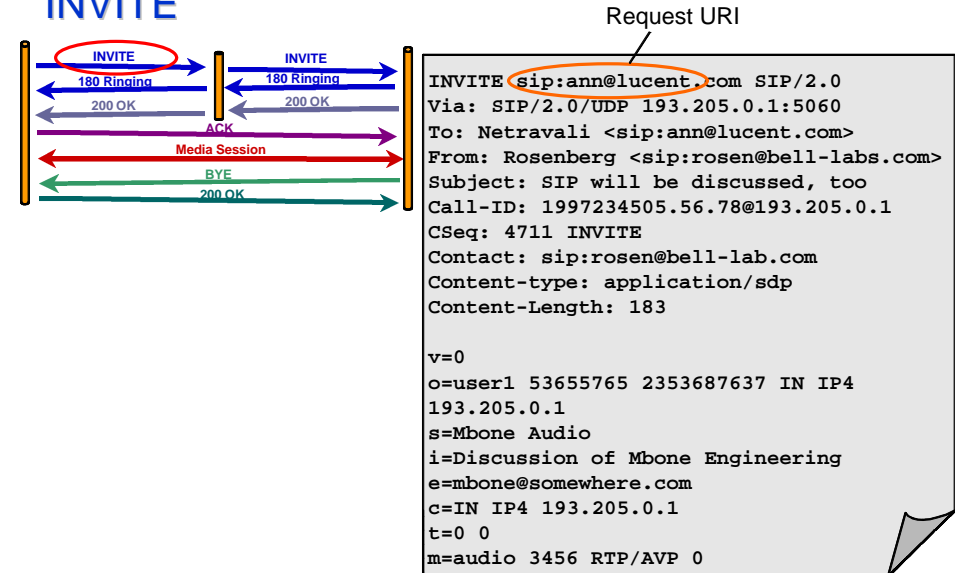 INVITE
Request URI
INVITE
INVITE
180 Ringing
180 Ringing
200 OK
200 OK
ACK
Media Session
BYE
200 OK
INVITE sip:ann@lucent.com SIP/2.0
Via: SIP/2.0/UDP 193.205.0.1:5060
To: Netravali <sip:ann@lucent.com>
From: Rosenberg <sip:rosen@bell-labs.com>
Subject: SIP will be discussed, too
Call-ID: 1997234505.56.78@193.205.0.1
CSeq: 4711 INVITE
Contact: sip:rosen@bell-lab.com
Content-type: application/sdp
Content-Length: 183
v=0
o=user1 53655765 2353687637 IN IP4
193.205.0.1
s=Mbone Audio
i=Discussion of Mbone Engineering
e=mbone@somewhere.com
c=IN IP4 193.205.0.1
t=0 0
m=audio 3456 RTP/AVP 0